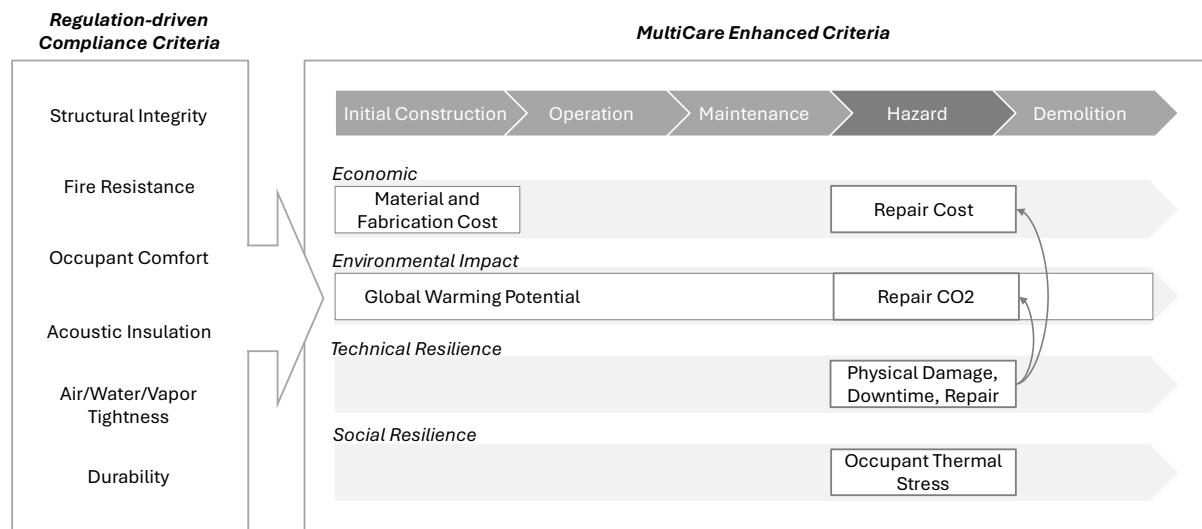 Regulation-driven
Compliance Criteria
Structural Integrity
Fire Resistance
Occupant Comfort
Acoustic Insulation
Air/Water/Vapor
Tightness
Durability
MultiCare Enhanced Criteria
Initial Construction
Operation
Maintenance
Hazard
Demolition
Economic
Material and
Fabrication Cost
Repair Cost
Environmental Impact
Global Warming Potential
Repair CO2
Technical Resilience
Physical Damage,
Downtime, Repair
Social Resilience
Occupant Thermal
Stress